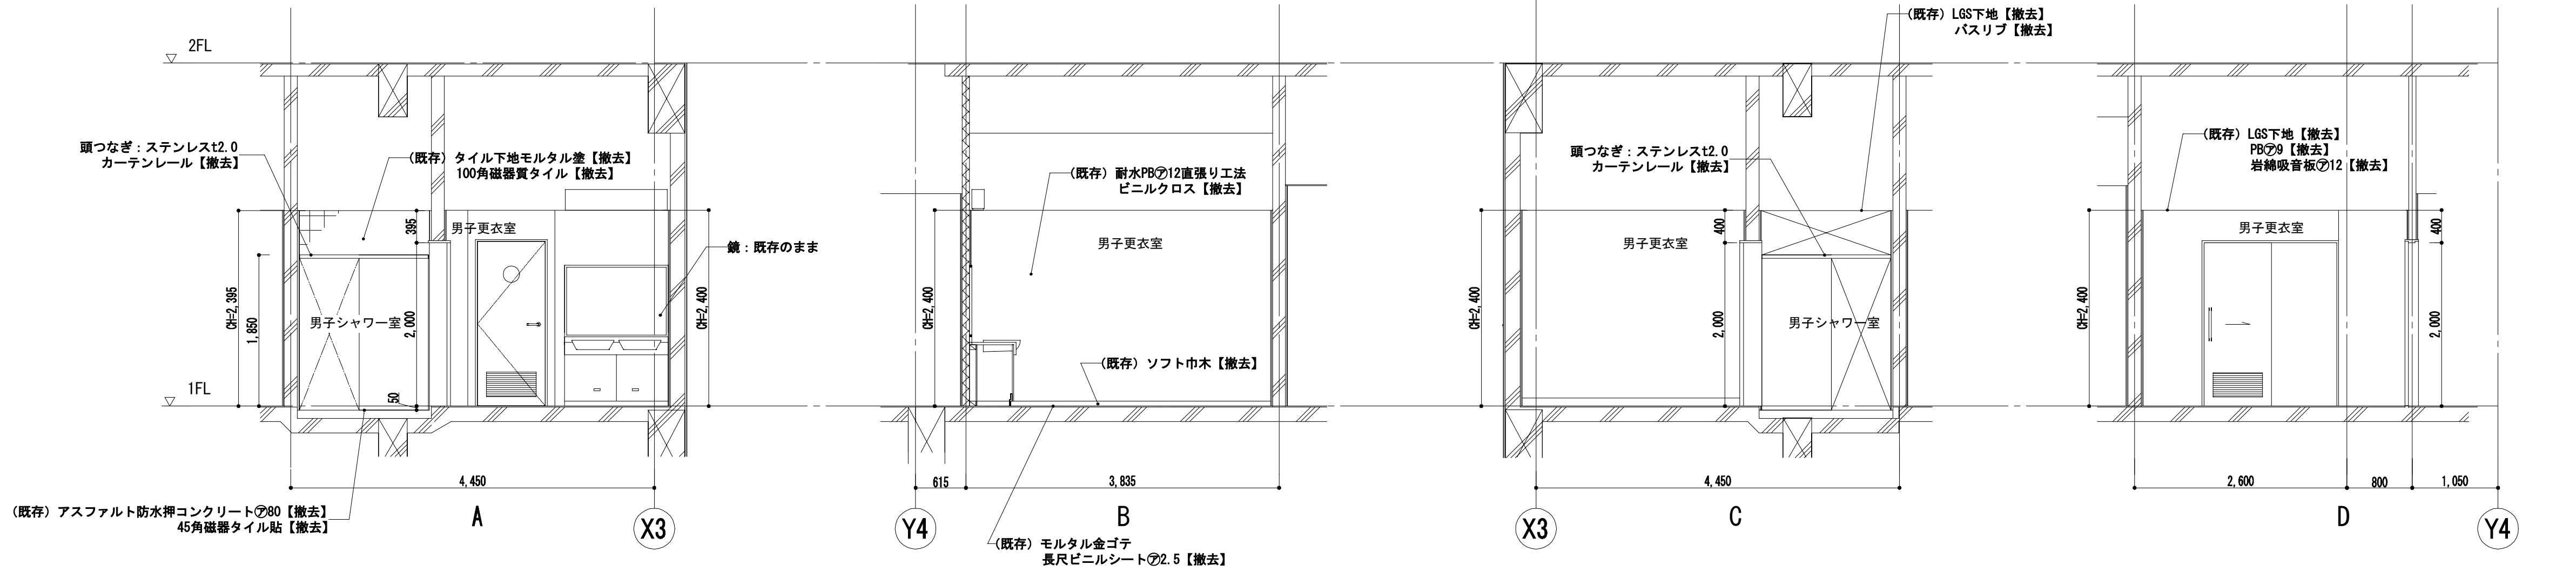 2FL
1FL
頭つなぎ：ステンレスt2.0
カーテンレール【撤去】
（既存）タイル下地モルタル塗【撤去】
100角磁器質タイル【撤去】
男子更衣室
鏡：既存のまま
男子シャワー室
CH=2,395
1,850
395
2,000
50
CH=2,400
4,450
（既存）アスファルト防水押コンクリート㋐80【撤去】
45角磁器タイル貼【撤去】
A
X3
（既存）耐水PB㋐12直張り工法
ビニルクロス【撤去】
男子更衣室
CH=2,400
（既存）ソフト巾木【撤去】
615
3,835
Y4
B
（既存）モルタル金ゴテ
長尺ビニルシート㋐2.5【撤去】
（既存）LGS下地【撤去】
バスリブ【撤去】
頭つなぎ：ステンレスt2.0
カーテンレール【撤去】
男子更衣室
男子シャワー室
CH=2,400
400
2,000
4,450
X3
C
（既存）LGS下地【撤去】
PB㋐9【撤去】
岩綿吸音板㋐12【撤去】
男子更衣室
CH=2,400
400
2,000
2,600
800
1,050
D
Y4